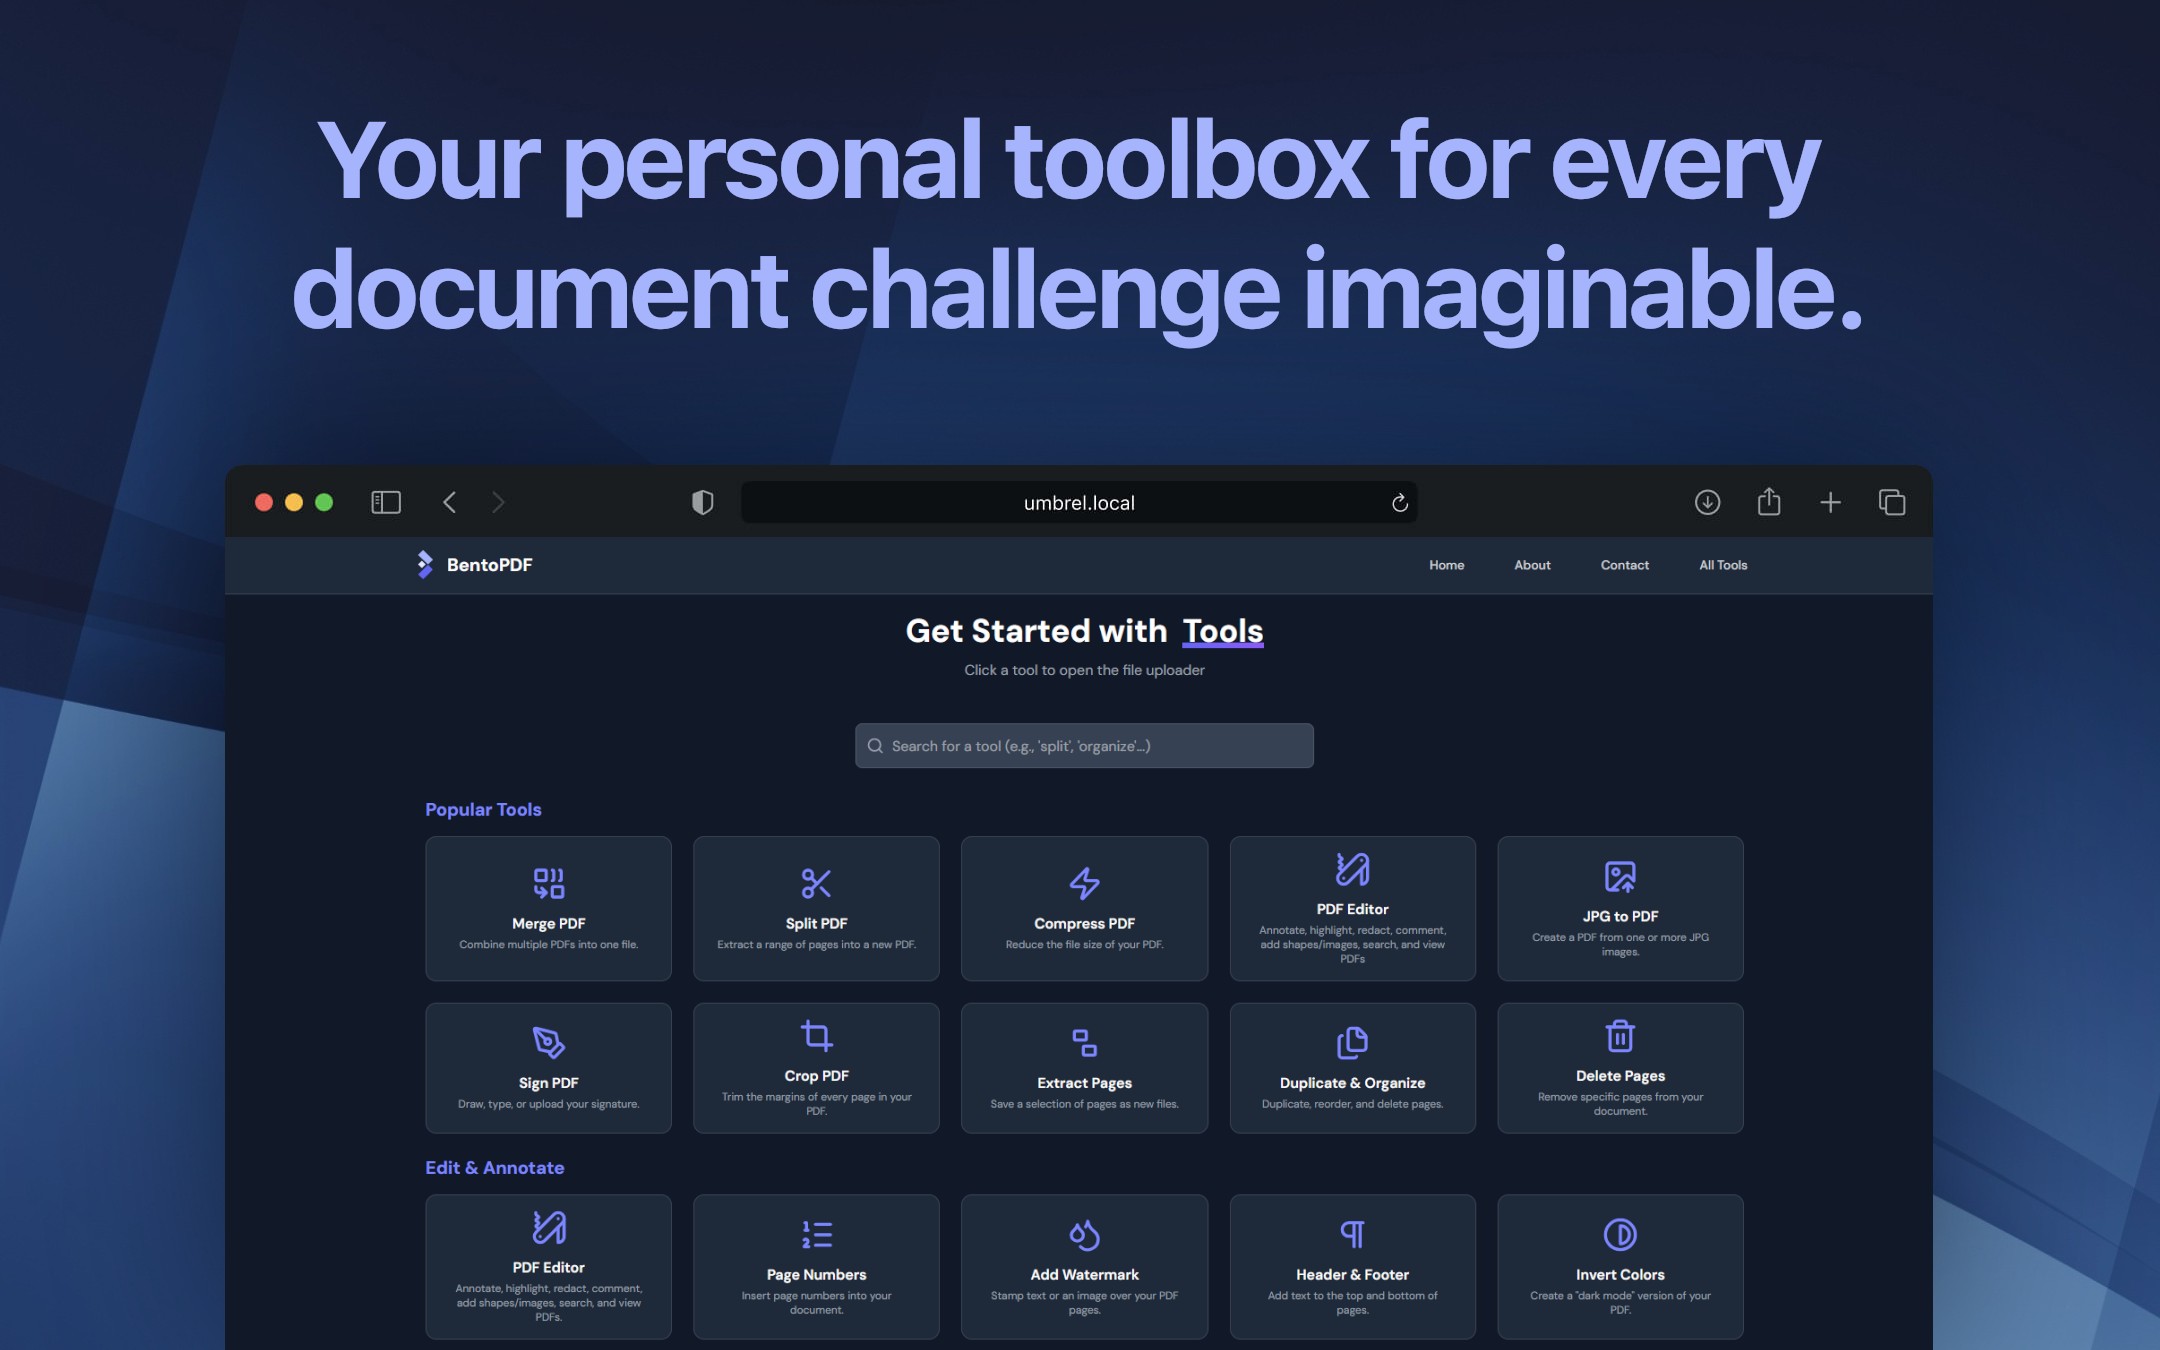 Your personal toolbox for every
document challenge imaginable.
umbrel.local
BentoPDF
Home
About
Contact
All Tools
Get Started with Tools
Click a tool to open the file uploader
Search for a tool (e.g., 'split', 'organize'...)
Popular Tools
Merge PDF
Combine multiple PDFs into one file.
Split PDF
Extract a range of pages into a new PDF.
Compress PDF
Reduce the file size of your PDF.
PDF Editor
Annotate, highlight, redact, comment,
add shapes/images, search, and view
PDFs
JPG to PDF
Create a PDF from one or more JPG
images.
Sign PDF
Draw, type, or upload your signature.
Crop PDF
Trim the margins of every page in your
PDF.
Extract Pages
Save a selection of pages as new files.
Duplicate & Organize
Duplicate, reorder, and delete pages.
Delete Pages
Remove specific pages from your
document.
Edit & Annotate
PDF Editor
Annotate, highlight, redact, comment,
add shapes/images, search, and view
PDFs.
Page Numbers
Insert page numbers into your
document.
Add Watermark
Stamp text or an image over your PDF
pages.
Header & Footer
Add text to the top and bottom of
pages.
Invert Colors
Create a "dark mode" version of your
PDF.